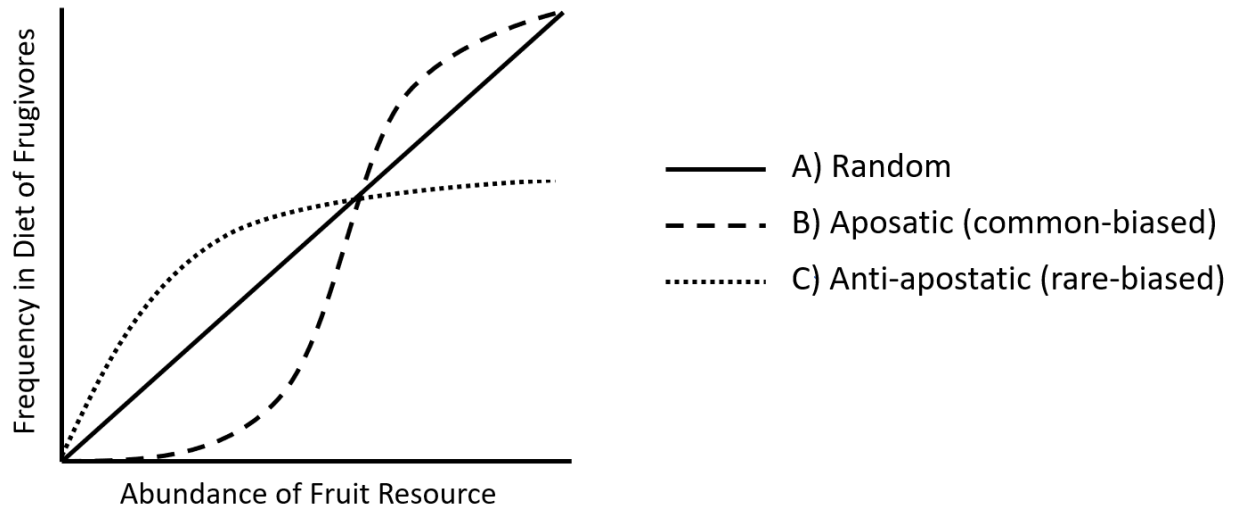 Frequency in Diet of Frugivores
Abundance of Fruit Resource
A) Random
B) Aposatic (common-biased)
C) Anti-apostatic (rare-biased)